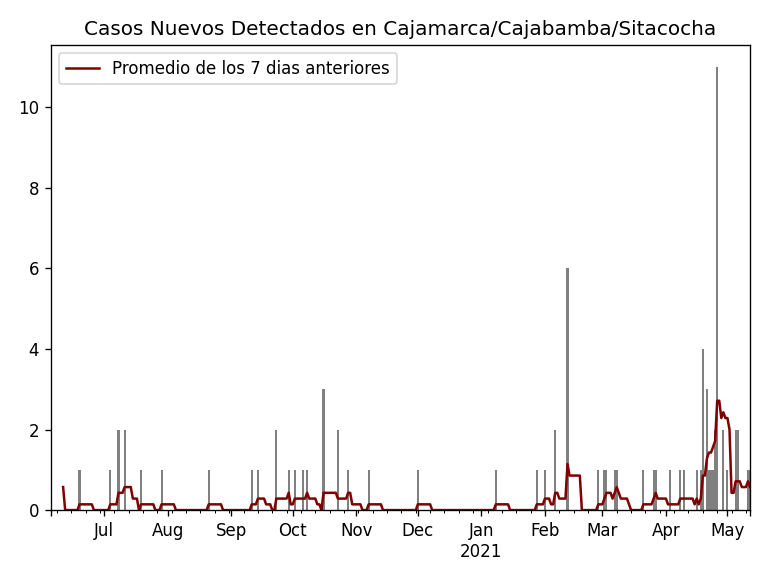 Casos Nuevos Detectados en Cajamarca/Cajabamba/Sitacocha
Promedio de los 7 dias anteriores
10
8
6
4
2
0
Jul Aug Sep Oct Nov Dec Jan Feb Mar Apr May
2021